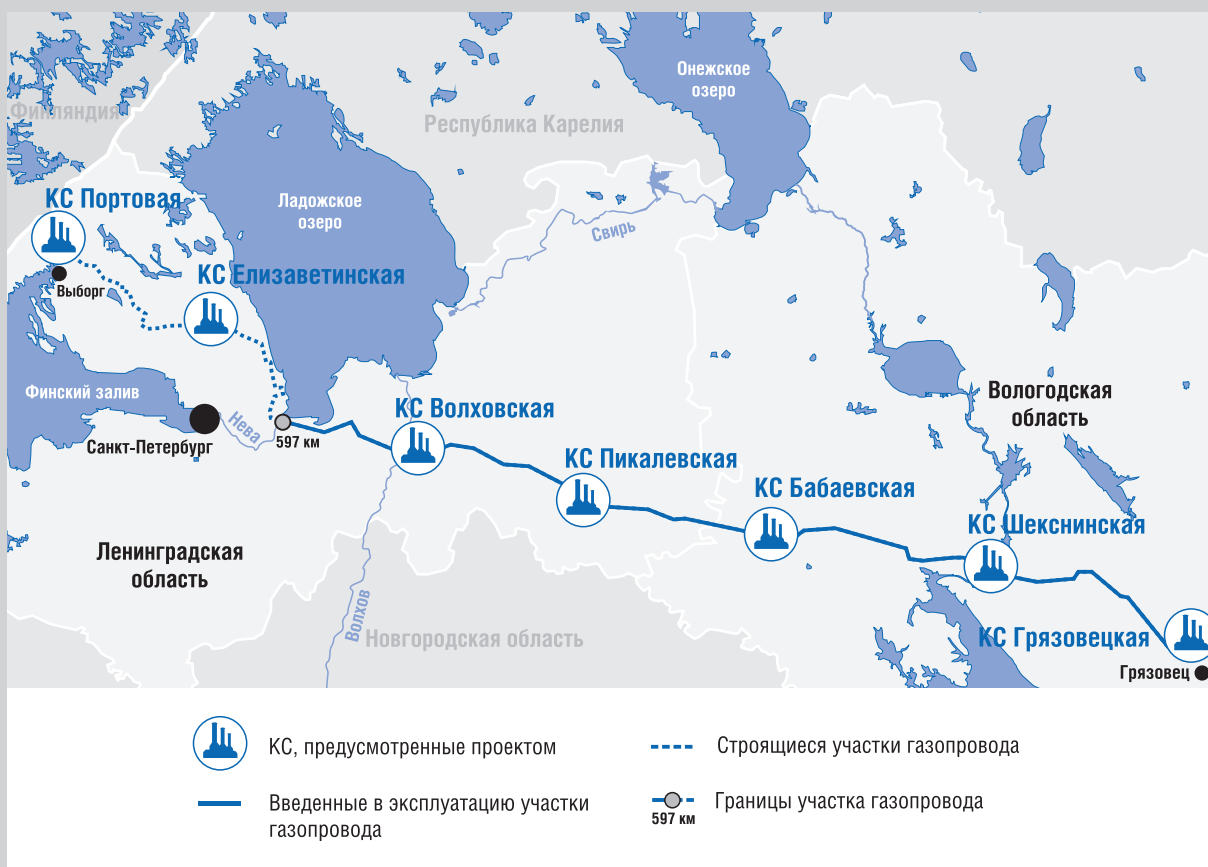 Онежское
озеро
Финляндия
Республика Карелия
КС Портовая
Ладожское
озеро
Свирь
КС Елизаветинская
Выборг
Финский залив
Вологодская
область
КС Волховская
Нева
Санкт-Петербург
597 км
КС Пикалевская
КС Бабаевская
КС Шекснинская
Ленинградская
область
Волхов
Новгородская область
КС Грязовецкая
Грязовец
КС, предусмотренные проектом
Строящиеся участки газопровода
Введенные в эксплуатацию участки
газопровода
Границы участка газопровода
597 км